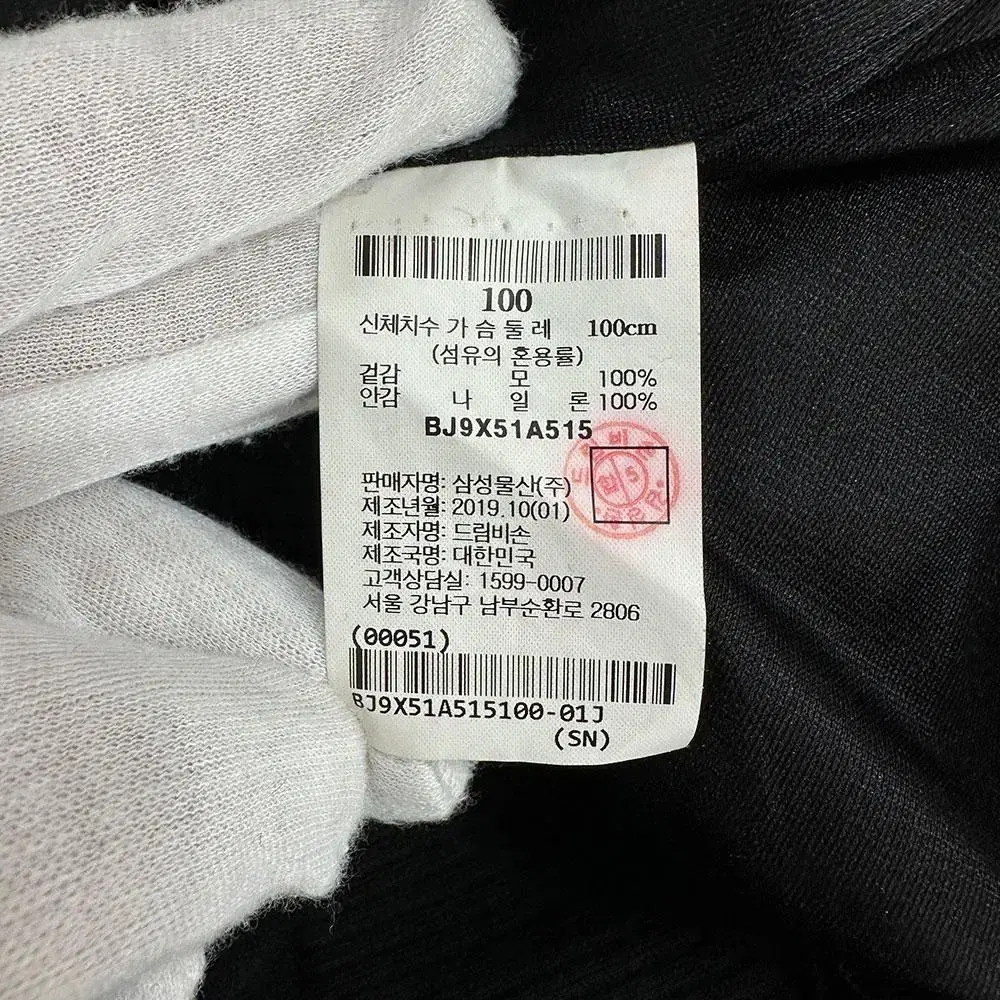 100
신체치수 가 슴 둘 레 100cm
(섬유의 혼용률)
겉감 모 100%
안감 나 일 론 100%
BJ9X51A515
판매자명: 삼성물산(주)
제조년월: 2019.10(01)
제조자명: 드림비손
제조국명: 대한민국
고객상담실: 1599-0007
서울 강남구 남부순환로 2806
(00051)
BJ9X51A515100-01J
(SN)